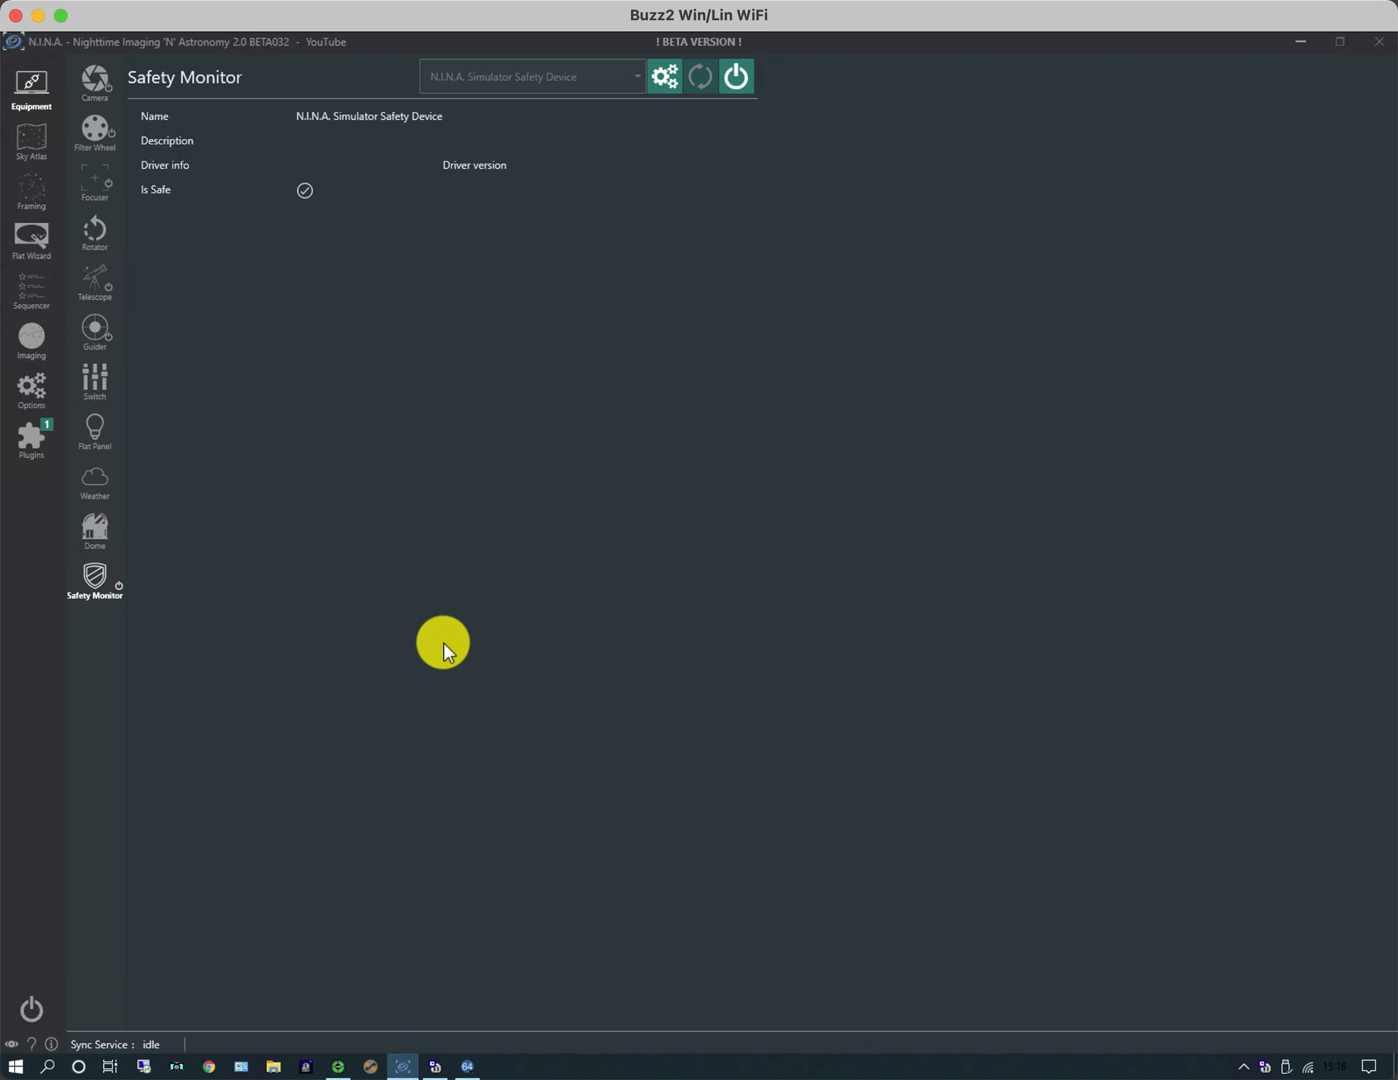 Buzz2 Win/Lin WiFi
N.I.N.A. - Nighttime Imaging 'N' Astronomy 2.0 BETA032 - YouTube
! BETA VERSION !
Equipment
Sky Atlas
Framing
Flat Wizard
Sequencer
Imaging
Options
1
Plugins
Camera
Filter Wheel
Focuser
Rotator
Telescope
Guider
Switch
Flat Panel
Weather
Dome
Safety Monitor
Safety Monitor
N.I.N.A. Simulator Safety Device
Name N.I.N.A. Simulator Safety Device
Description
Driver info Driver version
Is Safe
Sync Service : idle
64
15:16